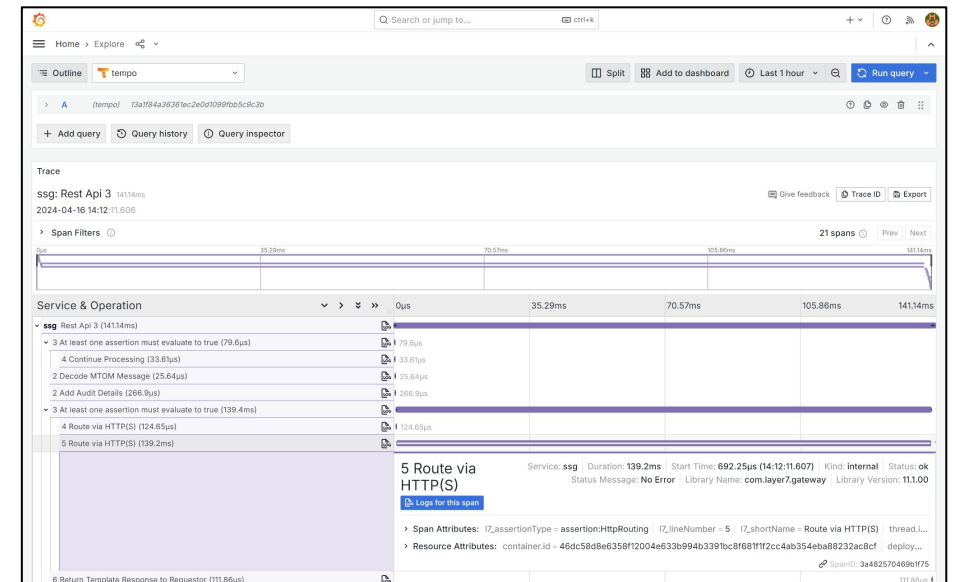 Search or jump to... ctrl+k
Home > Explore
Outline tempo Split Add to dashboard Last 1 hour Run query
A (tempo) 13a1f84a36361ec2e0d1099fbb5c9c3b
+ Add query Query history Query inspector
Trace
ssg: Rest Api 3 141.14ms Give feedback Trace ID Export
2024-04-16 14:12:11.606
Span Filters 21 spans Prev Next
0μs 35.29ms 70.57ms 105.86ms 141.14ms
Service & Operation 0μs 35.29ms 70.57ms 105.86ms 141.14ms
ssg Rest Api 3 (141.14ms)
3 At least one assertion must evaluate to true (79.6μs) 79.6μs
4 Continue Processing (33.61μs) 33.61μs
2 Decode MTOM Message (25.64μs) 25.64μs
2 Add Audit Details (266.9μs) 266.9μs
3 At least one assertion must evaluate to true (139.4ms)
4 Route via HTTP(S) (124.65μs) 124.65μs
5 Route via HTTP(S) (139.2ms)
5 Route via HTTP(S)
Service: ssg Duration: 139.2ms Start Time: 692.25μs (14:12:11.607) Kind: internal Status: ok
Status Message: No Error Library Name: com.layer7.gateway Library Version: 11.1.00
Logs for this span
> Span Attributes: l7_assertionType = assertion:HttpRouting l7_lineNumber = 5 l7_shortName = Route via HTTP(S) thread.i...
> Resource Attributes: container.id = 46dc58d8e6358f12004e633b994b3391bc8f681f1f2cc4ab354eba88232ac8cf deploy...
SpanID: 3a482570469b1f75
6 Return Template Response to Requestor (111.86μs) 111.86μs